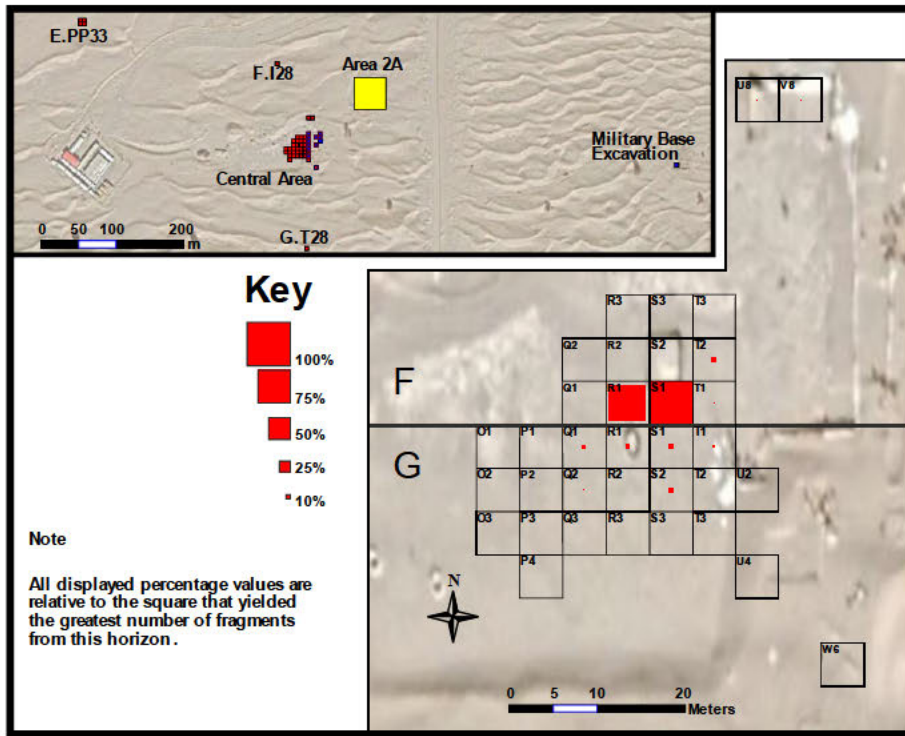 E.PP33
F.I28
Area 2A
Military Base
Excavation
Central Area
0 50 100 200
m
G.T28
U8 V8
Key
100%
75%
50%
25%
10%
R3 S3 T3
Q2 R2 S2 T2
F
Q1 R1 S1 T1
G
O1 P1 Q1 R1 S1 T1
O2 P2 Q2 R2 S2 T2 U2
O3 P3 Q3 R3 S3 T3
P4 U4
Note
All displayed percentage values are
relative to the square that yielded
the greatest number of fragments
from this horizon.
N
W6
0 5 10 20
Meters